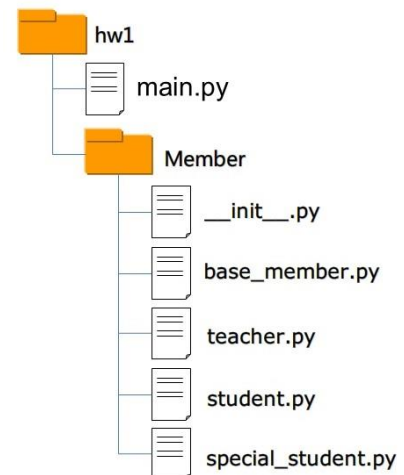 hw1
main.py
Member
__init__.py
base_member.py
teacher.py
student.py
special_student.py